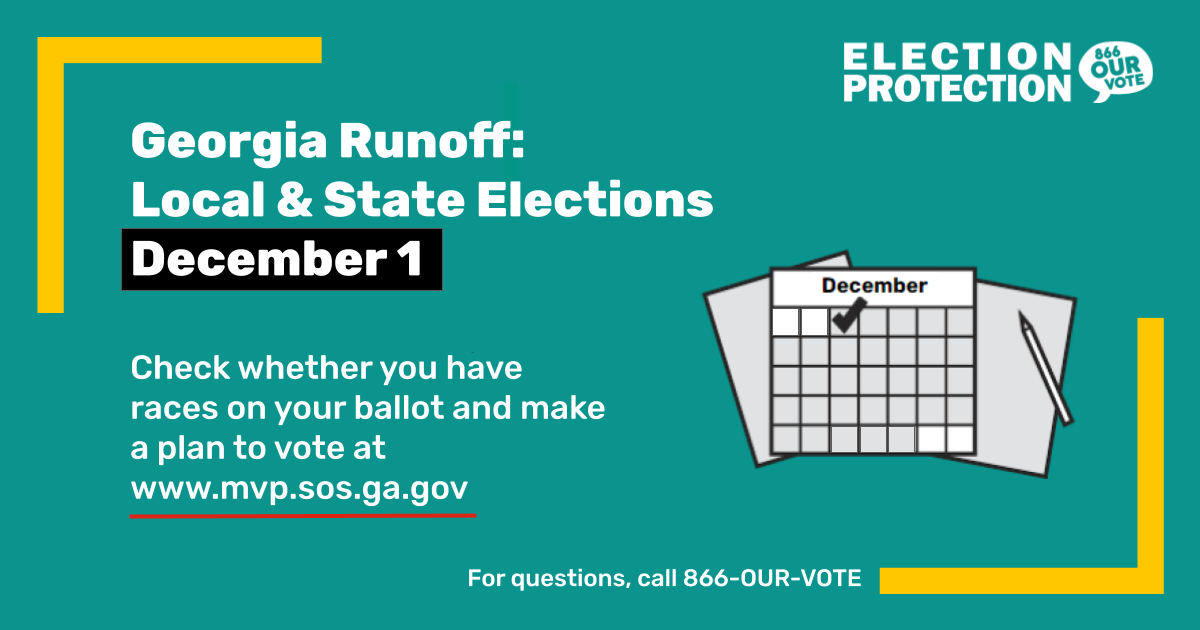 ELECTION
PROTECTION
866
OUR
VOTE
Georgia Runoff:
Local & State Elections
December 1
December
Check whether you have
races on your ballot and make
a plan to vote at
www.mvp.sos.ga.gov
For questions, call 866-OUR-VOTE